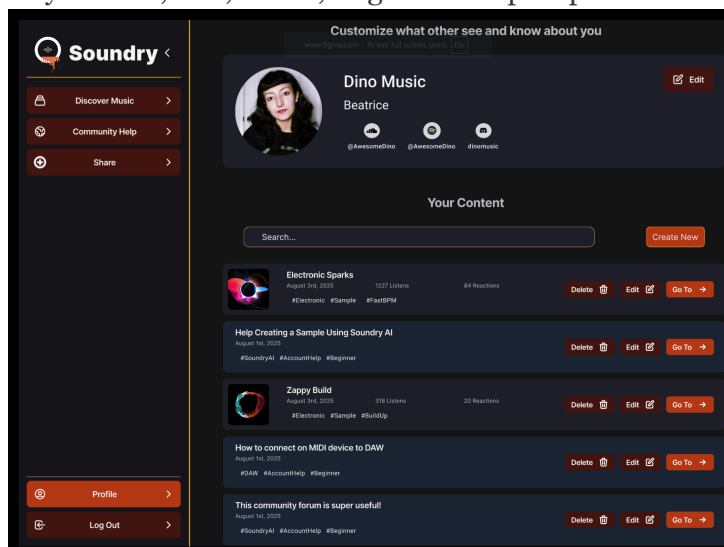 Customize what other see and know about you
www.figma.com – To exit full screen, press Esc
Soundry
Discover Music
Community Help
Share
Dino Music
Beatrice
Edit
@AwesomeDino @AwesomeDino dinomusic
Your Content
Search...
Create New
Electronic Sparks
August 3rd, 2025 1227 Listens 84 Reactions
#Electronic #Sample #FastBPM
Delete Edit Go To
Help Creating a Sample Using Soundry AI
August 1st, 2025
#SoundryAI #AccountHelp #Beginner
Delete Edit Go To
Zappy Build
August 3rd, 2025 318 Listens 20 Reactions
#Electronic #Sample #BuildUp
Delete Edit Go To
How to connect on MIDI device to DAW
August 1st, 2025
#DAW #AccountHelp #Beginner
Delete Edit Go To
This community forum is super useful!
August 1st, 2025
#SoundryAI #AccountHelp #Beginner
Delete Edit Go To
Profile
Log Out